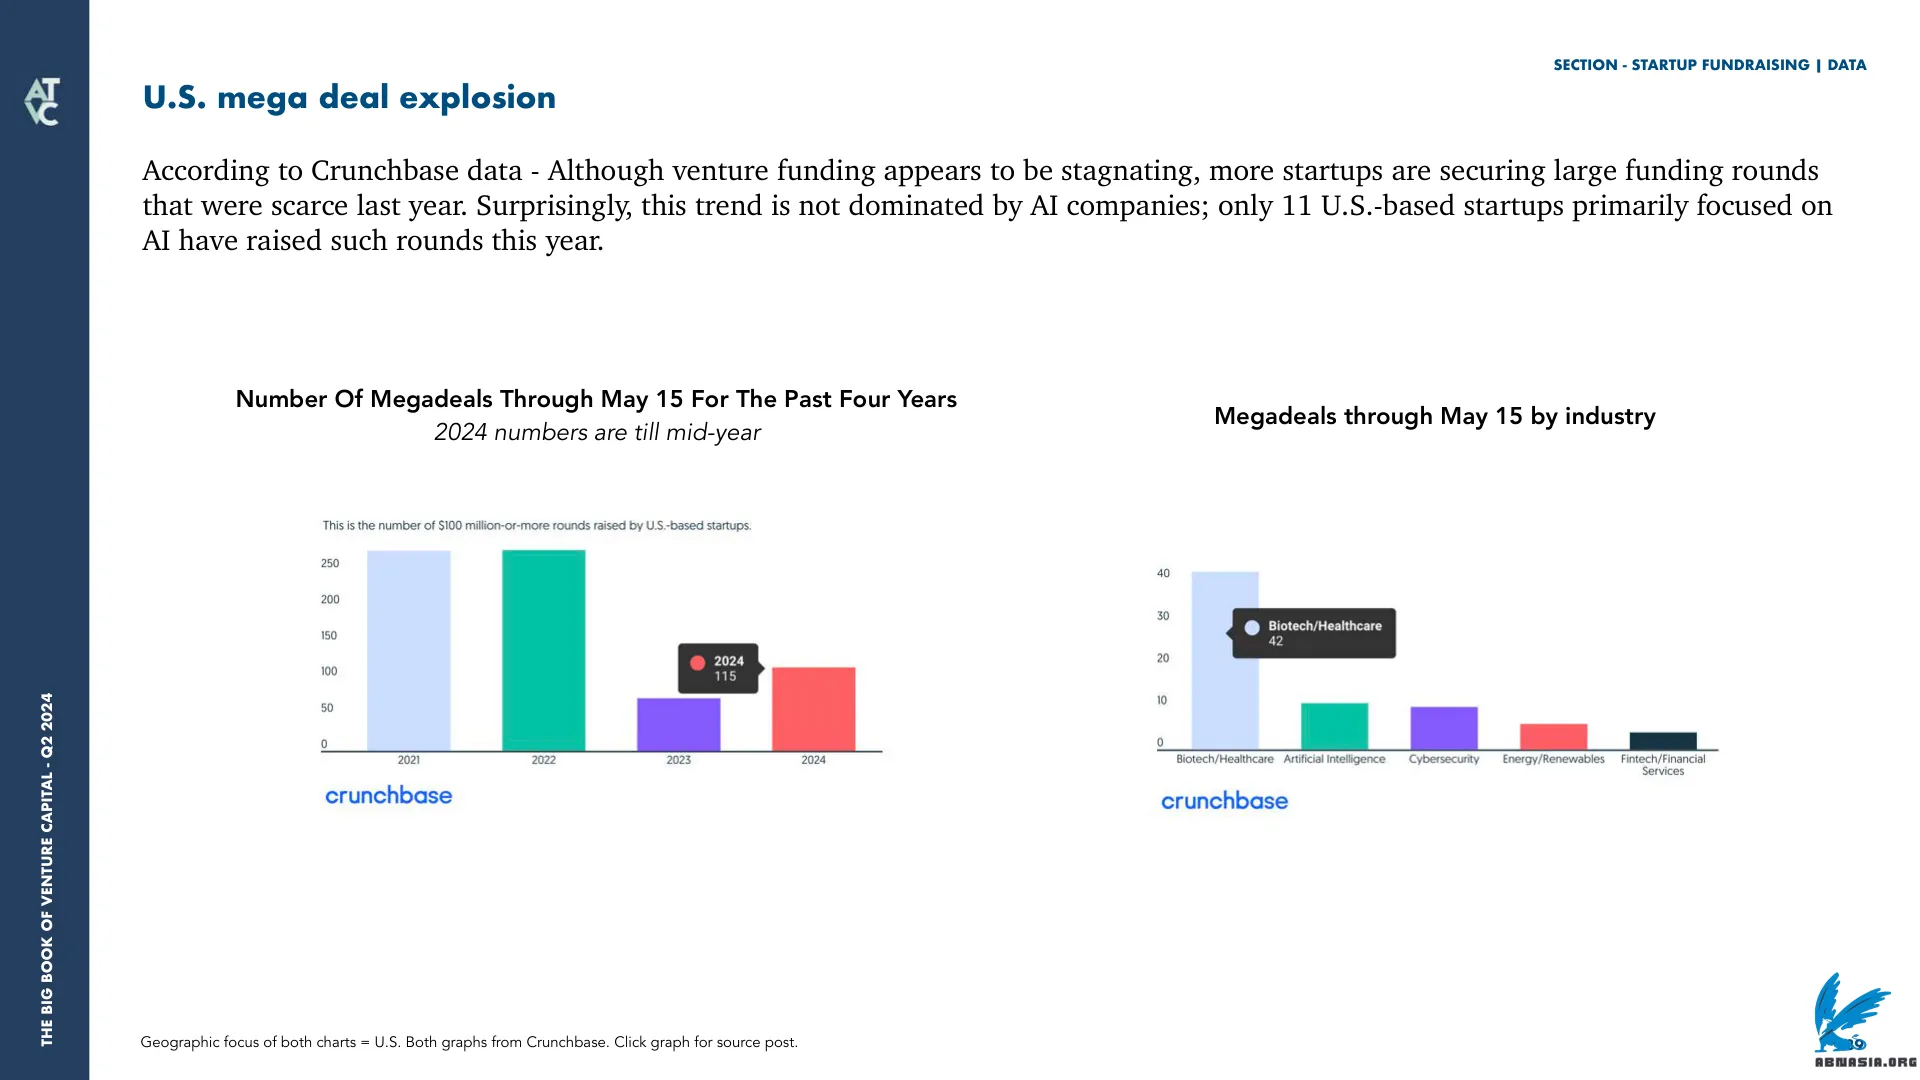 AT
VC
SECTION - STARTUP FUNDRAISING | DATA
U.S. mega deal explosion
According to Crunchbase data - Although venture funding appears to be stagnating, more startups are securing large funding rounds
that were scarce last year. Surprisingly, this trend is not dominated by AI companies; only 11 U.S.-based startups primarily focused on
AI have raised such rounds this year.
Number Of Megadeals Through May 15 For The Past Four Years
2024 numbers are till mid-year
This is the number of $100 million-or-more rounds raised by U.S.-based startups.
250
200
150
100
50
0
2024
115
2021 2022 2023 2024
crunchbase
Megadeals through May 15 by industry
40
30
20
10
0
Biotech/Healthcare
42
Biotech/Healthcare Artificial Intelligence Cybersecurity Energy/Renewables Fintech/Financial
Services
crunchbase
THE BIG BOOK OF VENTURE CAPITAL - Q2 2024
Geographic focus of both charts = U.S. Both graphs from Crunchbase. Click graph for source post.
ABNASIA.ORG